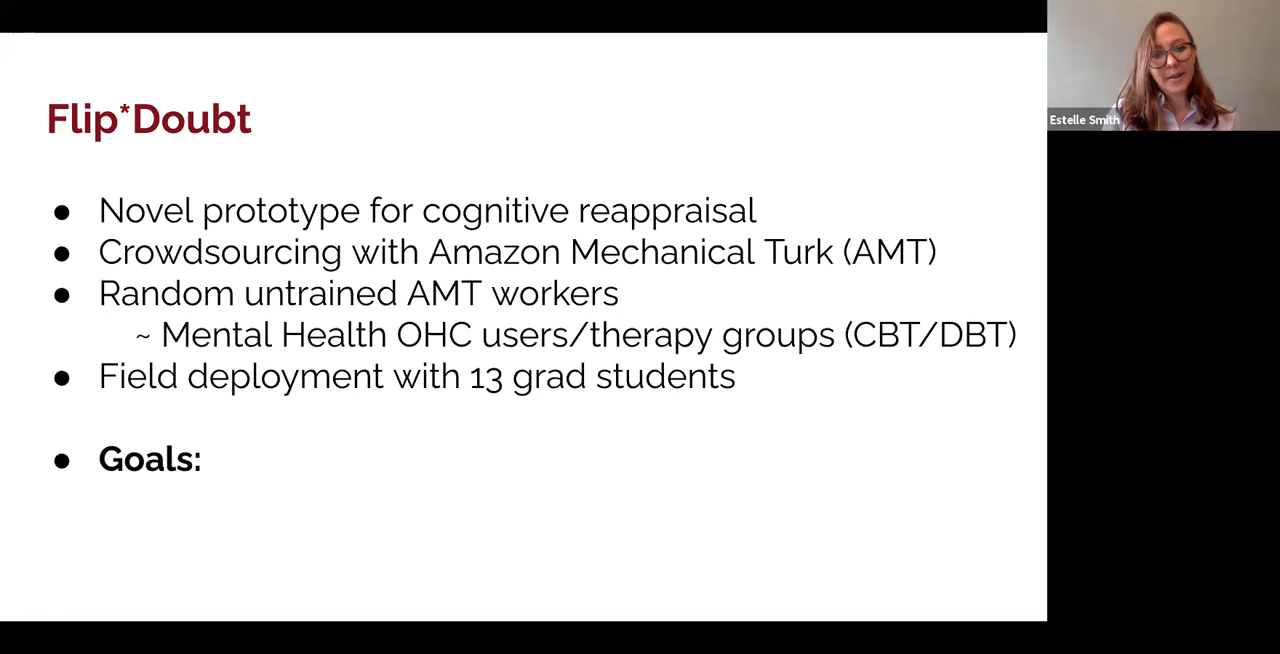 Flip*Doubt
● Novel prototype for cognitive reappraisal
● Crowdsourcing with Amazon Mechanical Turk (AMT)
● Random untrained AMT workers
~ Mental Health OHC users/therapy groups (CBT/DBT)
● Field deployment with 13 grad students
● Goals:
Estelle Smith